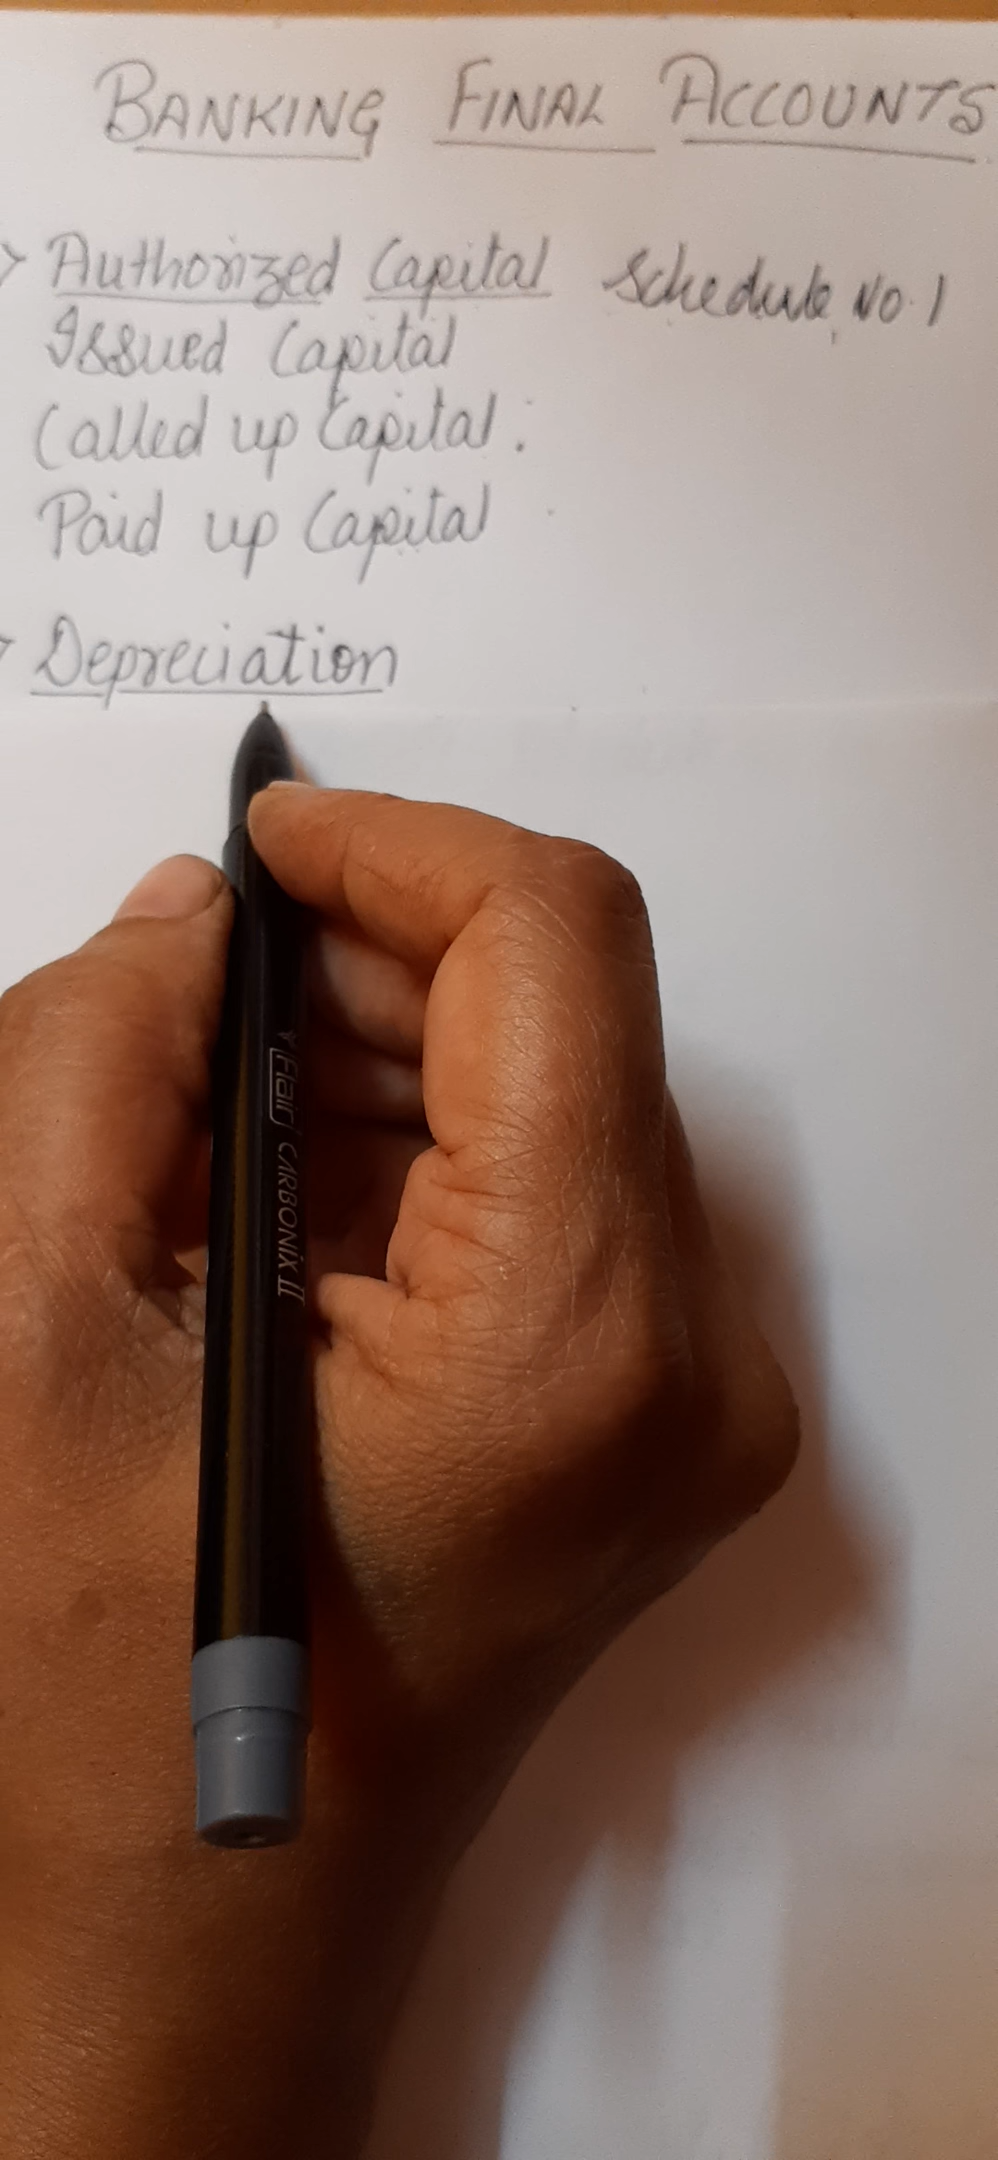 BANKING FINAL ACCOUNTS
> Authorized Capital Schedule No. 1
Issued Capital
Called up Capital :
Paid up Capital
> Depreciation
Flair CARBONIX II